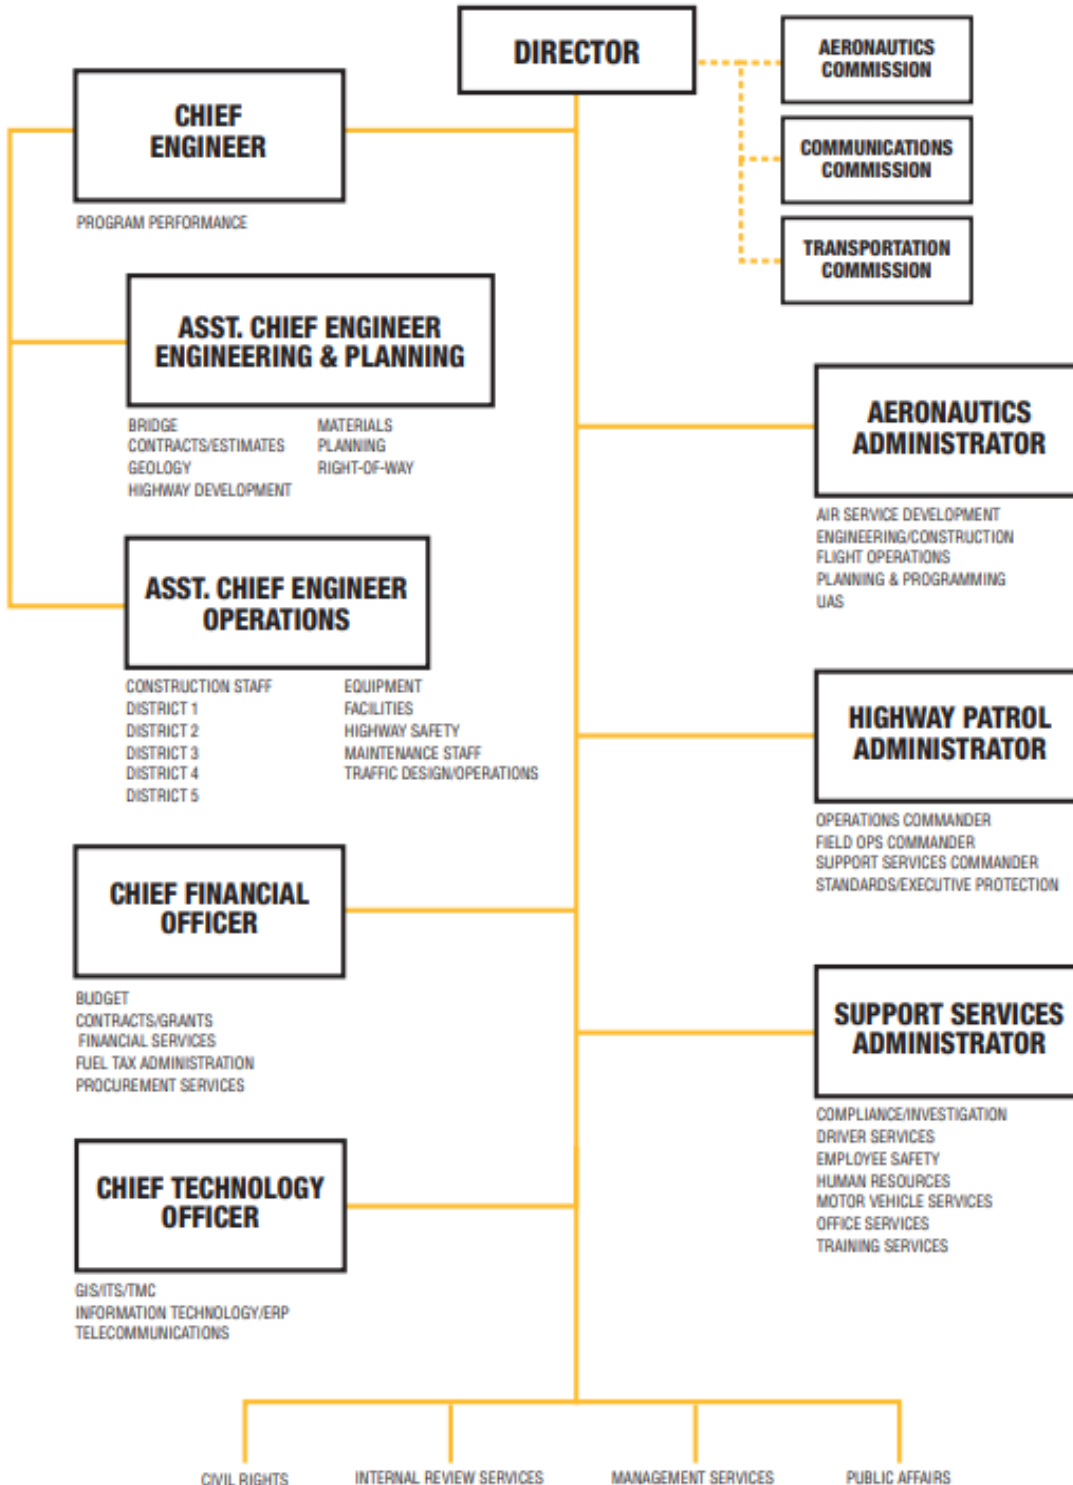 DIRECTOR
AERONAUTICS
COMMISSION
COMMUNICATIONS
COMMISSION
TRANSPORTATION
COMMISSION
CHIEF
ENGINEER
PROGRAM PERFORMANCE
ASST. CHIEF ENGINEER
ENGINEERING & PLANNING
BRIDGE
CONTRACTS/ESTIMATES
GEOLOGY
HIGHWAY DEVELOPMENT
MATERIALS
PLANNING
RIGHT-OF-WAY
AERONAUTICS
ADMINISTRATOR
AIR SERVICE DEVELOPMENT
ENGINEERING/CONSTRUCTION
FLIGHT OPERATIONS
PLANNING & PROGRAMMING
UAS
ASST. CHIEF ENGINEER
OPERATIONS
CONSTRUCTION STAFF
DISTRICT 1
DISTRICT 2
DISTRICT 3
DISTRICT 4
DISTRICT 5
EQUIPMENT
FACILITIES
HIGHWAY SAFETY
MAINTENANCE STAFF
TRAFFIC DESIGN/OPERATIONS
HIGHWAY PATROL
ADMINISTRATOR
OPERATIONS COMMANDER
FIELD OPS COMMANDER
SUPPORT SERVICES COMMANDER
STANDARDS/EXECUTIVE PROTECTION
CHIEF FINANCIAL
OFFICER
BUDGET
CONTRACTS/GRANTS
FINANCIAL SERVICES
FUEL TAX ADMINISTRATION
PROCUREMENT SERVICES
SUPPORT SERVICES
ADMINISTRATOR
COMPLIANCE/INVESTIGATION
DRIVER SERVICES
EMPLOYEE SAFETY
HUMAN RESOURCES
MOTOR VEHICLE SERVICES
OFFICE SERVICES
TRAINING SERVICES
CHIEF TECHNOLOGY
OFFICER
GIS/ITS/TMC
INFORMATION TECHNOLOGY/ERP
TELECOMMUNICATIONS
CIVIL RIGHTS
INTERNAL REVIEW SERVICES
MANAGEMENT SERVICES
PUBLIC AFFAIRS